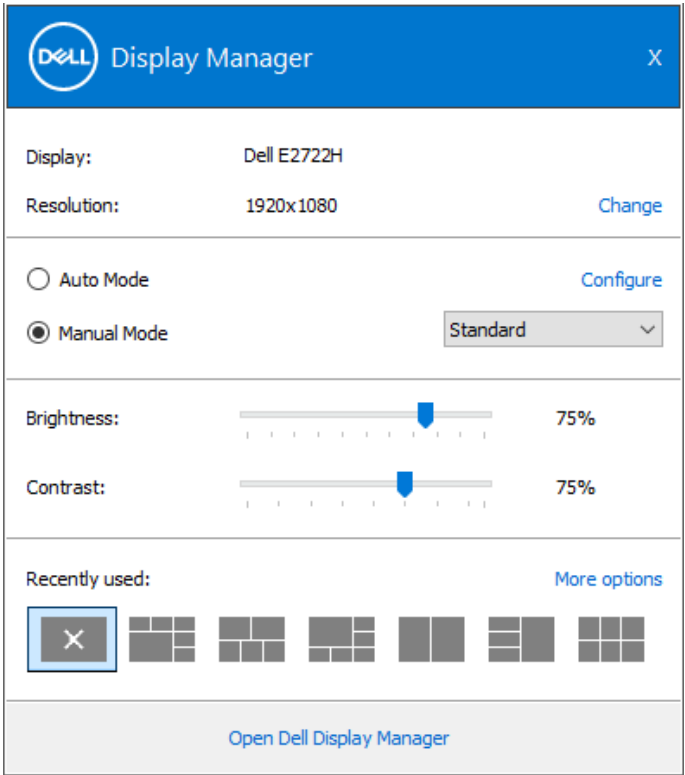 DELL Display Manager X
Display: Dell E2722H
Resolution: 1920x1080 Change
Auto Mode Configure
Manual Mode Standard
Brightness: 75%
Contrast: 75%
Recently used: More options
Open Dell Display Manager